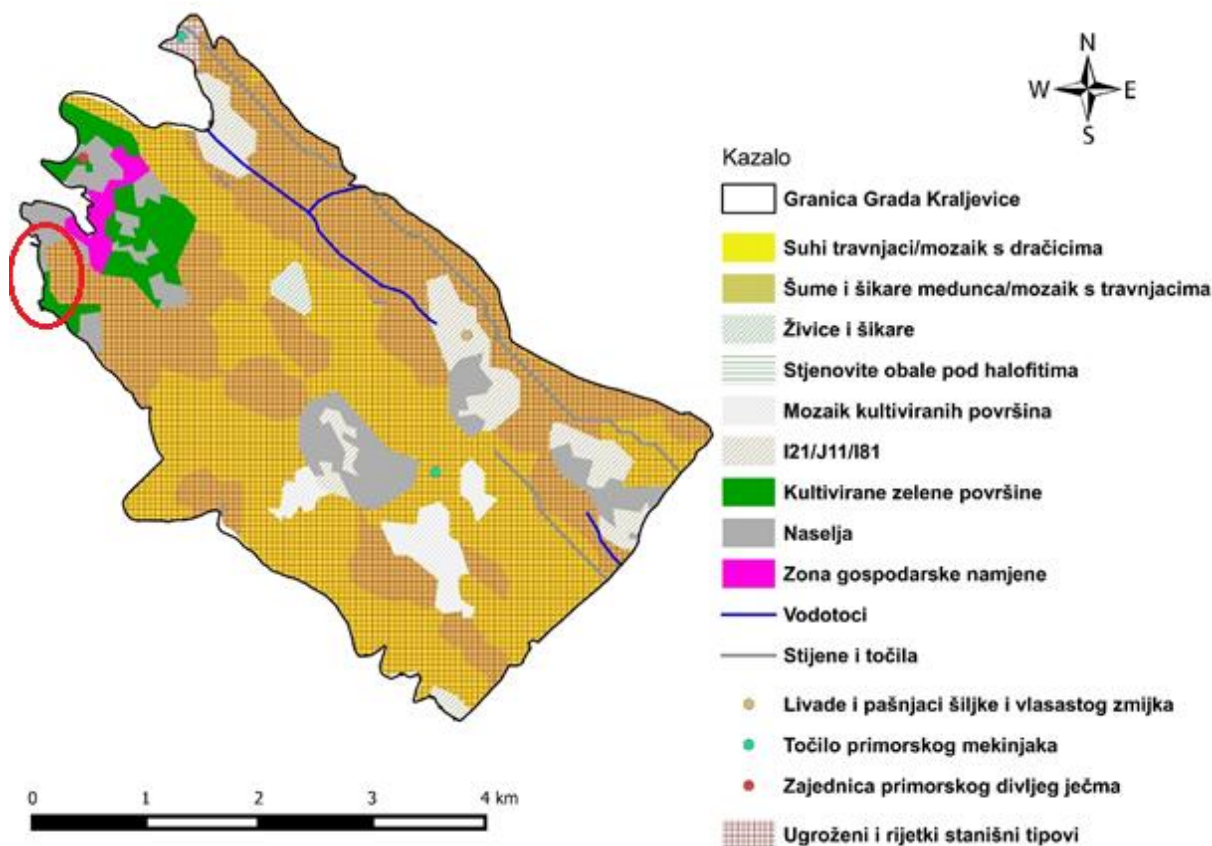 N
W E
S
Kazalo
Granica Grada Kraljevice
Suhi travnjaci/mozaik s dračicima
Šume i šikare medunca/mozaik s travnjacima
Živice i šikare
Stjenovite obale pod halofitima
Mozaik kultiviranih površina
I21/J11/I81
Kultivirane zelene površine
Naselja
Zona gospodarske namjene
Vodotoci
Stijene i točila
Livade i pašnjaci šiljke i vlasastog zmijka
Točilo primorskog mekinjaka
Zajednica primorskog divljeg ječma
Ugroženi i rijetki stanišni tipovi
0 1 2 3 4 km